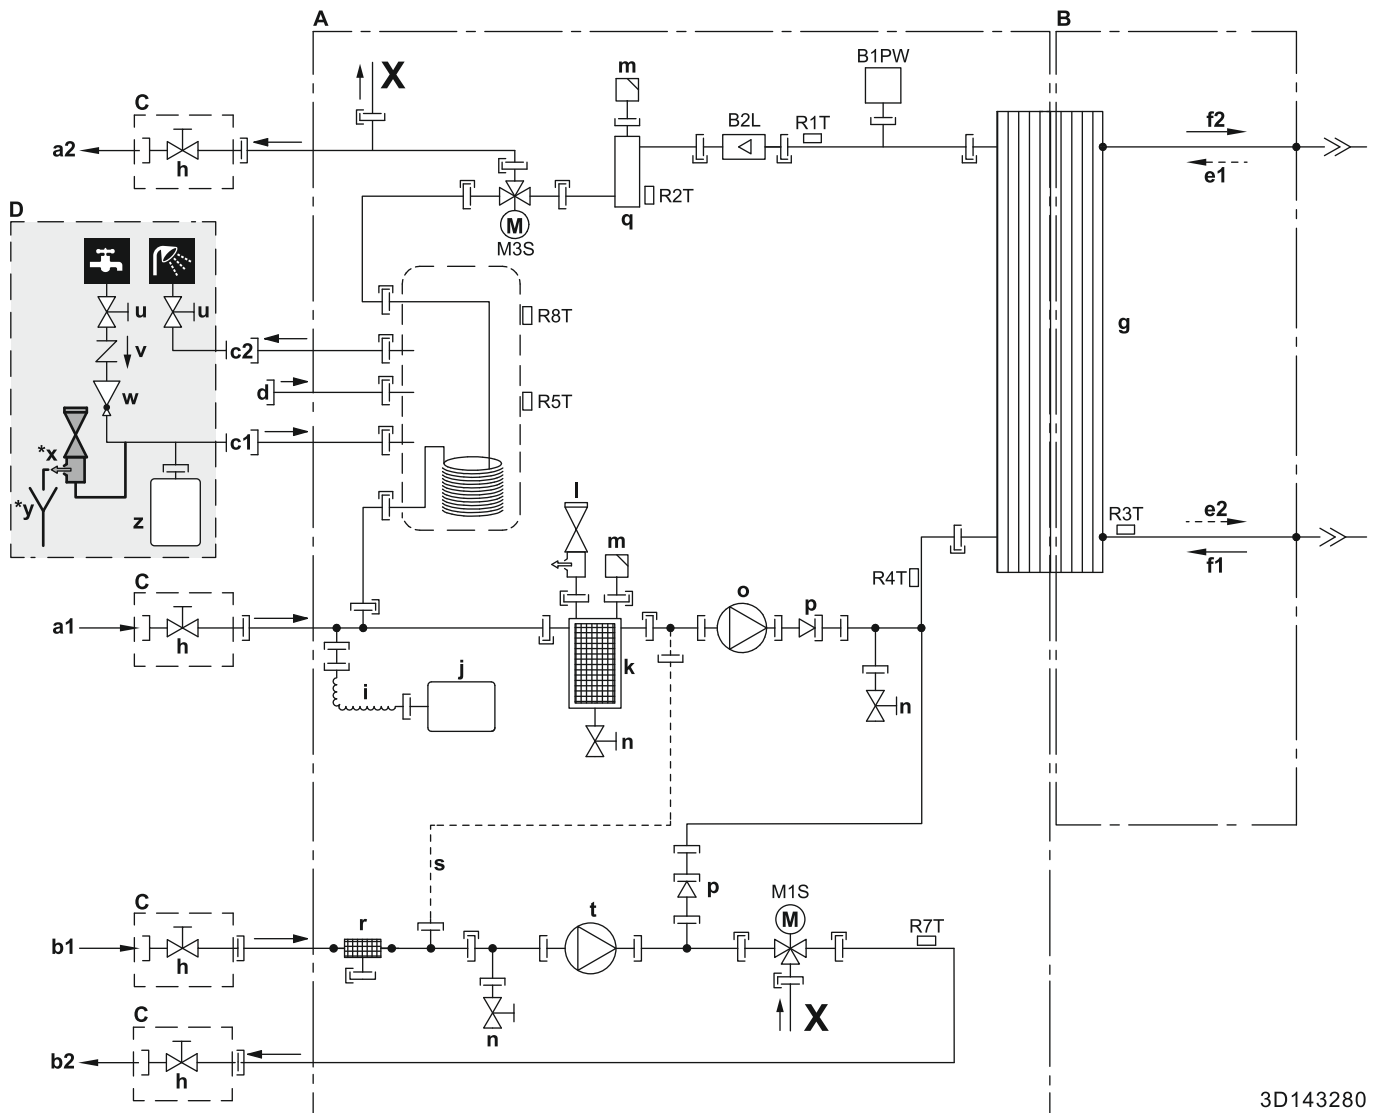 A
B
X
m
B1PW
C
B2L
R1T
f2
a2
h
e1
R2T
D
q
M
M3S
u
u
R8T
g
v
c2
w
d
R5T
*x
c1
*y
z
l
m
R3T
e2
f1
C
R4T
o
p
a1
h
k
j
i
n
n
s
p
C
M1S
r
t
M
R7T
b1
h
X
C
n
b2
h
3D143280